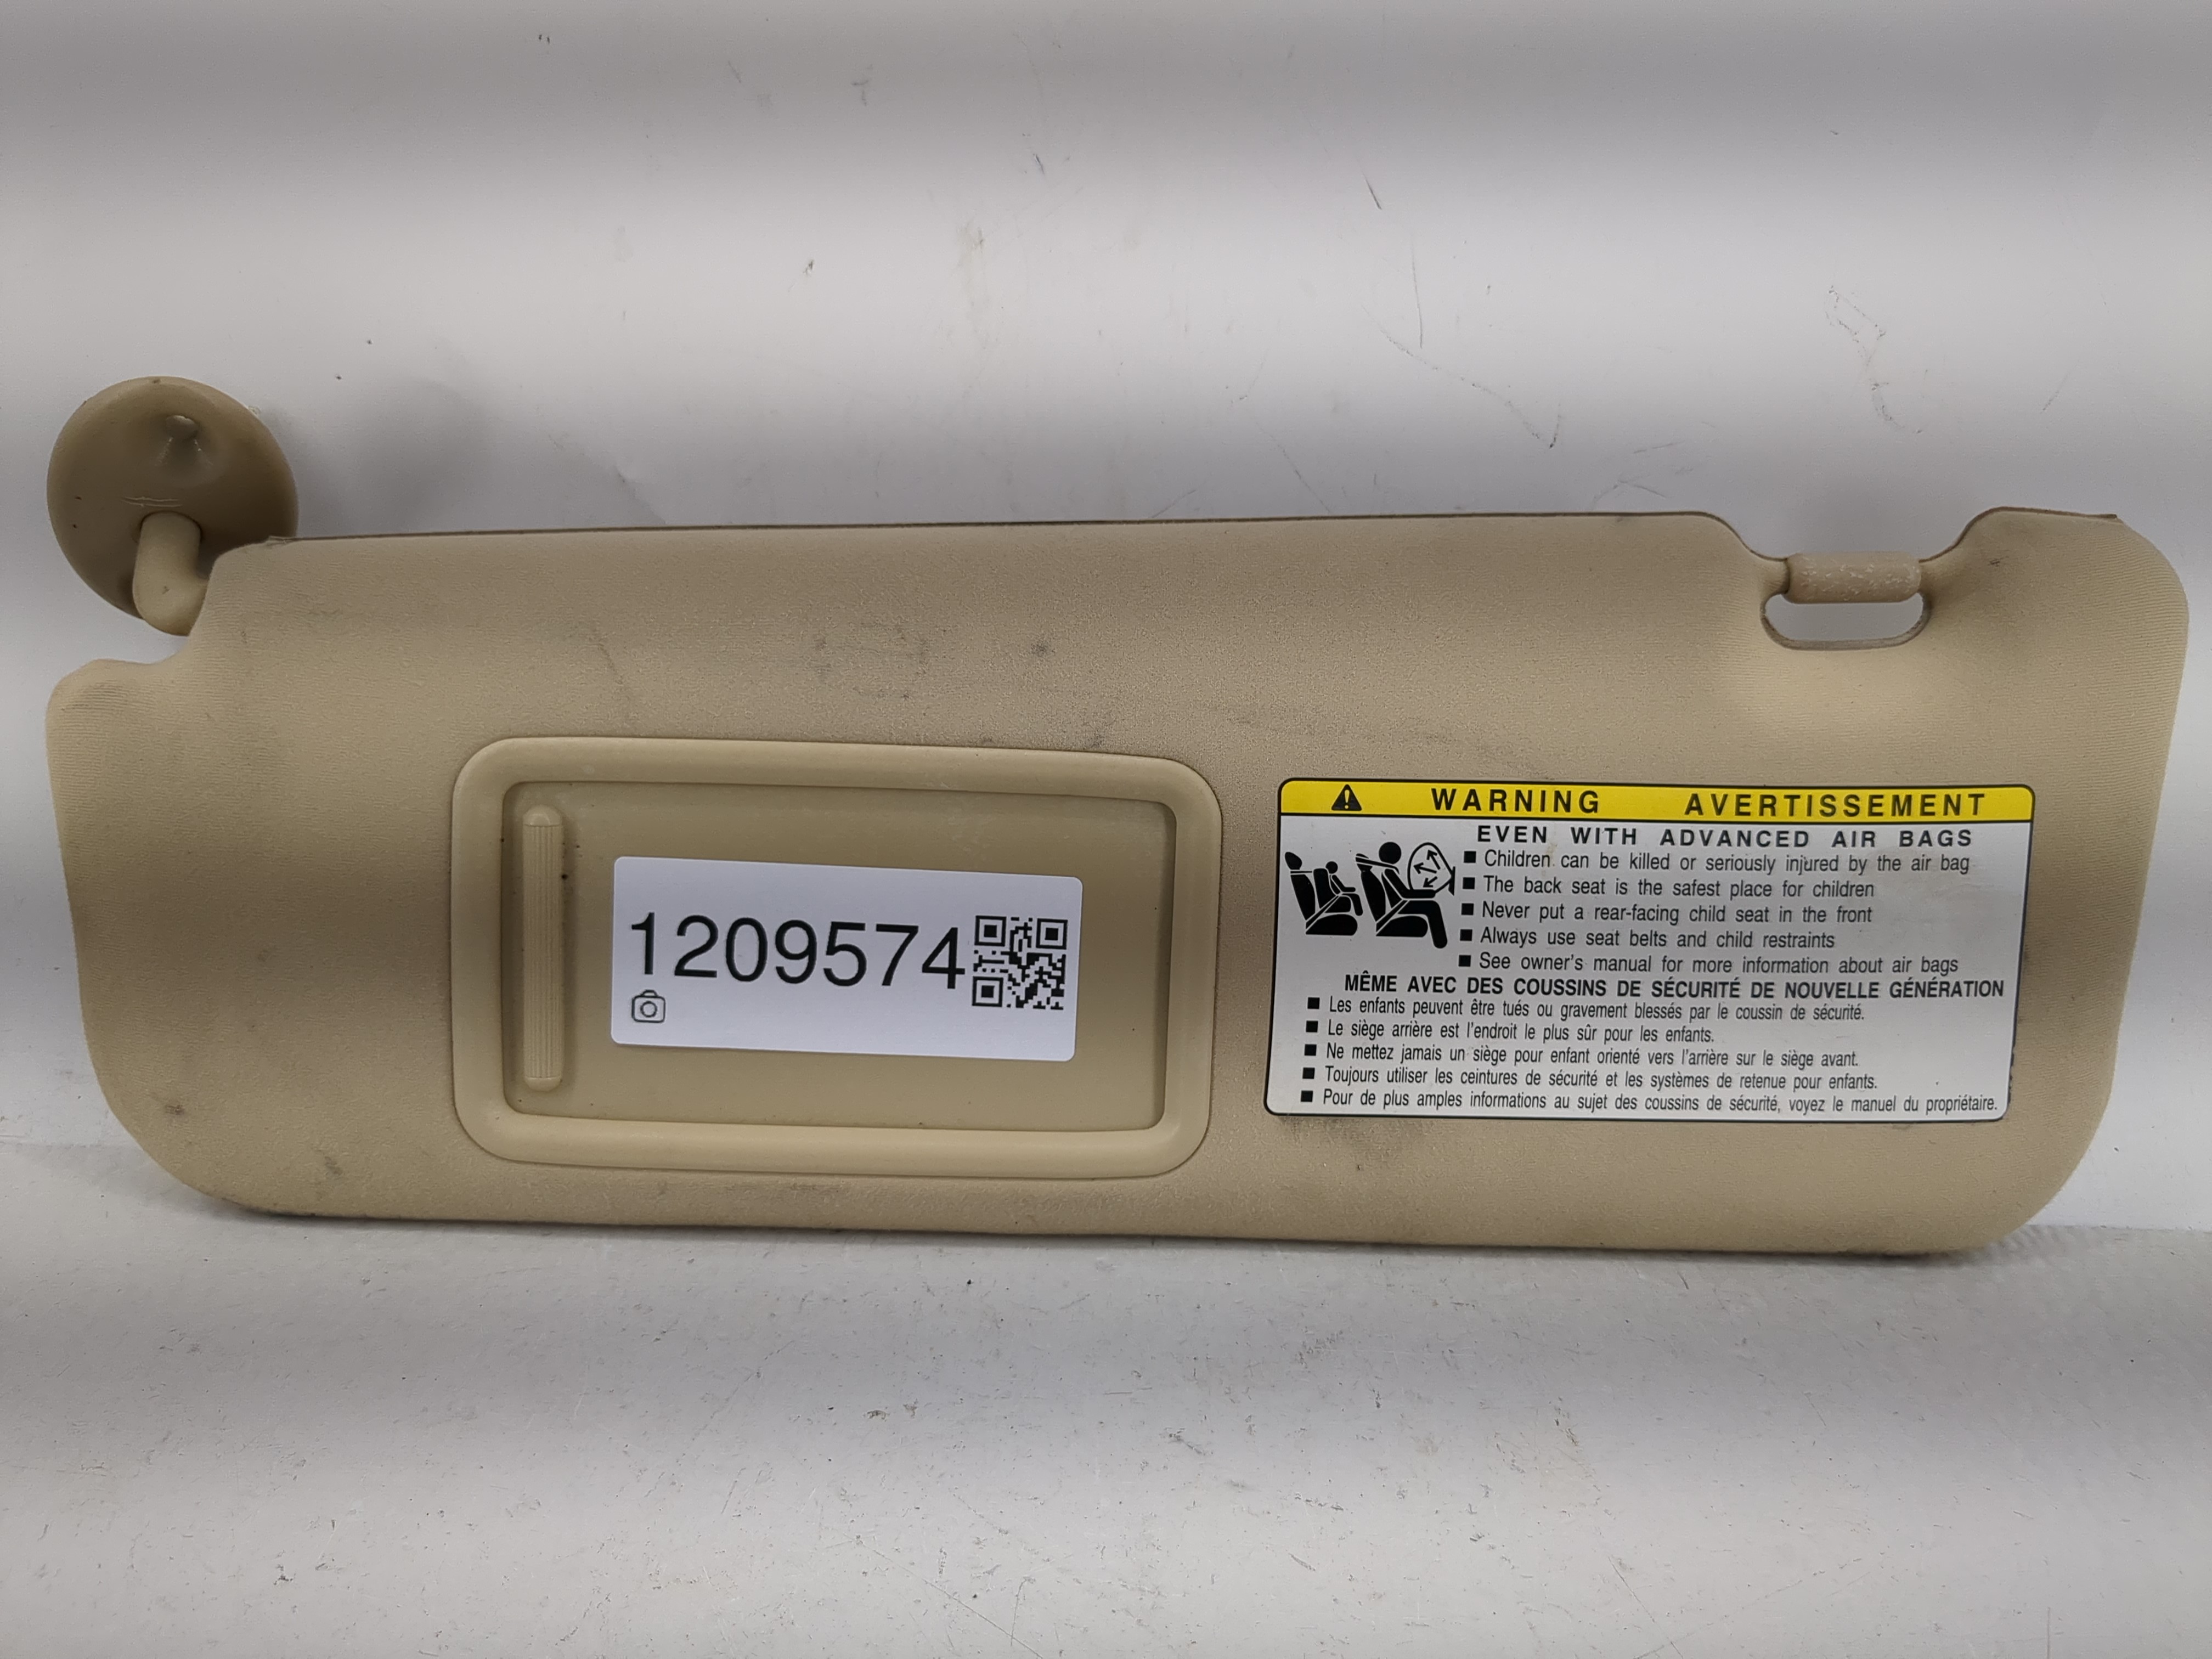 1209574
WARNING AVERTISSEMENT
EVEN WITH ADVANCED AIR BAGS
■ Children can be killed or seriously injured by the air bag
■ The back seat is the safest place for children
■ Never put a rear-facing child seat in the front
■ Always use seat belts and child restraints
■ See owner's manual for more information about air bags
MÊME AVEC DES COUSSINS DE SÉCURITÉ DE NOUVELLE GÉNÉRATION
■ Les enfants peuvent être tués ou gravement blessés par le coussin de sécurité.
■ Le siège arrière est l'endroit le plus sûr pour les enfants.
■ Ne mettez jamais un siège pour enfant orienté vers l'arrière sur le siège avant.
■ Toujours utiliser les ceintures de sécurité et les systèmes de retenue pour enfants.
■ Pour de plus amples informations au sujet des coussins de sécurité, voyez le manuel du propriétaire.